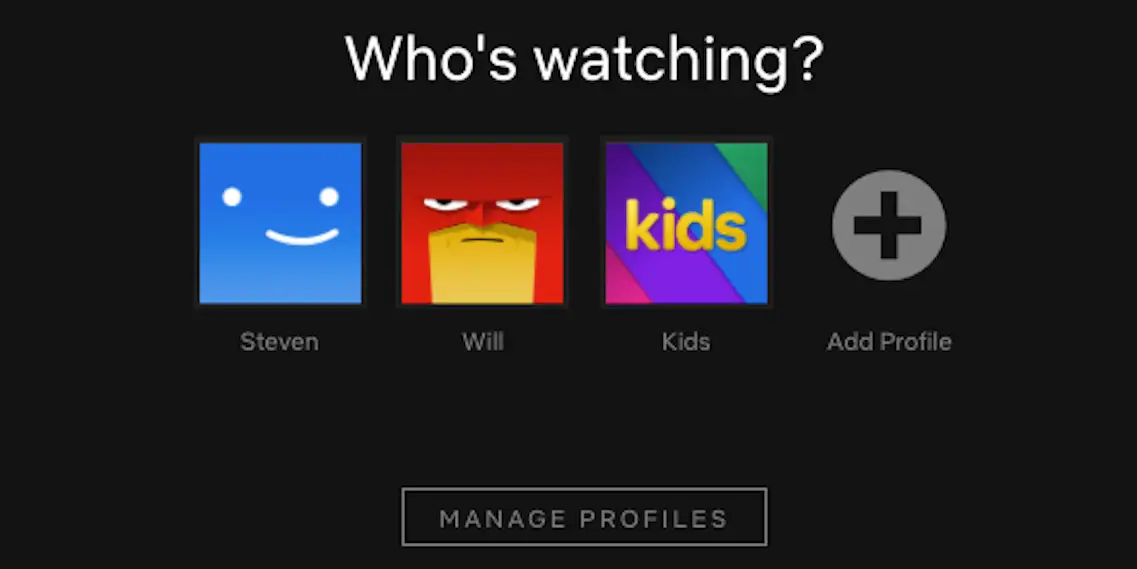 Who's watching?
kids
Steven
Will
Kids
Add Profile
MANAGE PROFILES